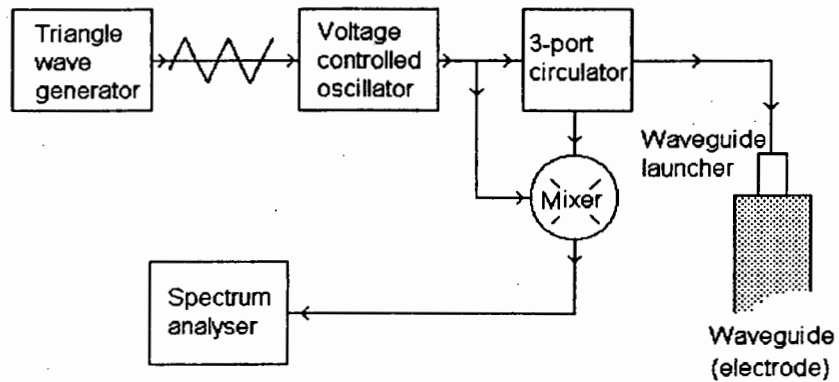 Triangle
wave
generator
Voltage
controlled
oscillator
3-port
circulator
Waveguide
launcher
Mixer
Spectrum
analyser
Waveguide
(electrode)